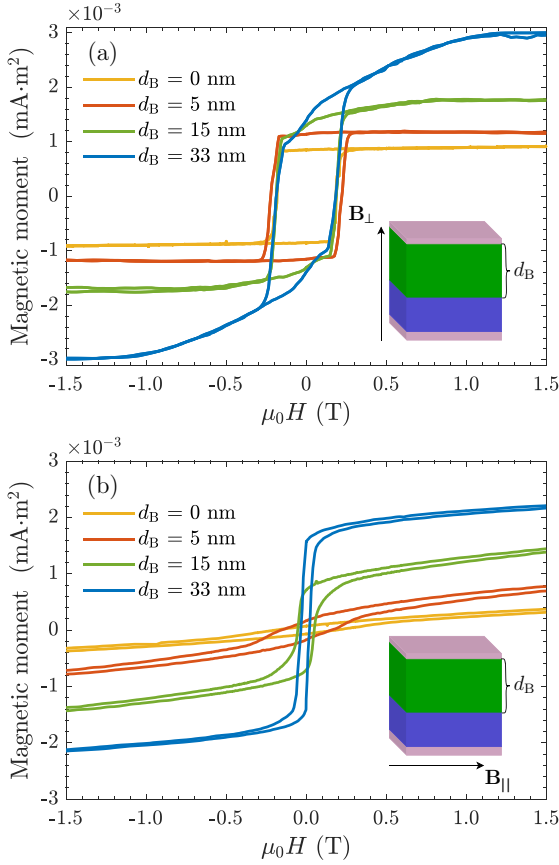 ×10⁻³
(a)
Magnetic moment (mA·m²)
3
2
1
0
-1
-2
-3
d_B = 0 nm
d_B = 5 nm
d_B = 15 nm
d_B = 33 nm
B⊥
d_B
-1.5 -1.0 -0.5 0 0.5 1.0 1.5
μ₀H (T)
×10⁻³
(b)
Magnetic moment (mA·m²)
3
2
1
0
-1
-2
-3
d_B = 0 nm
d_B = 5 nm
d_B = 15 nm
d_B = 33 nm
d_B
B||
-1.5 -1.0 -0.5 0.0 0.5 1.0 1.5
μ₀H (T)